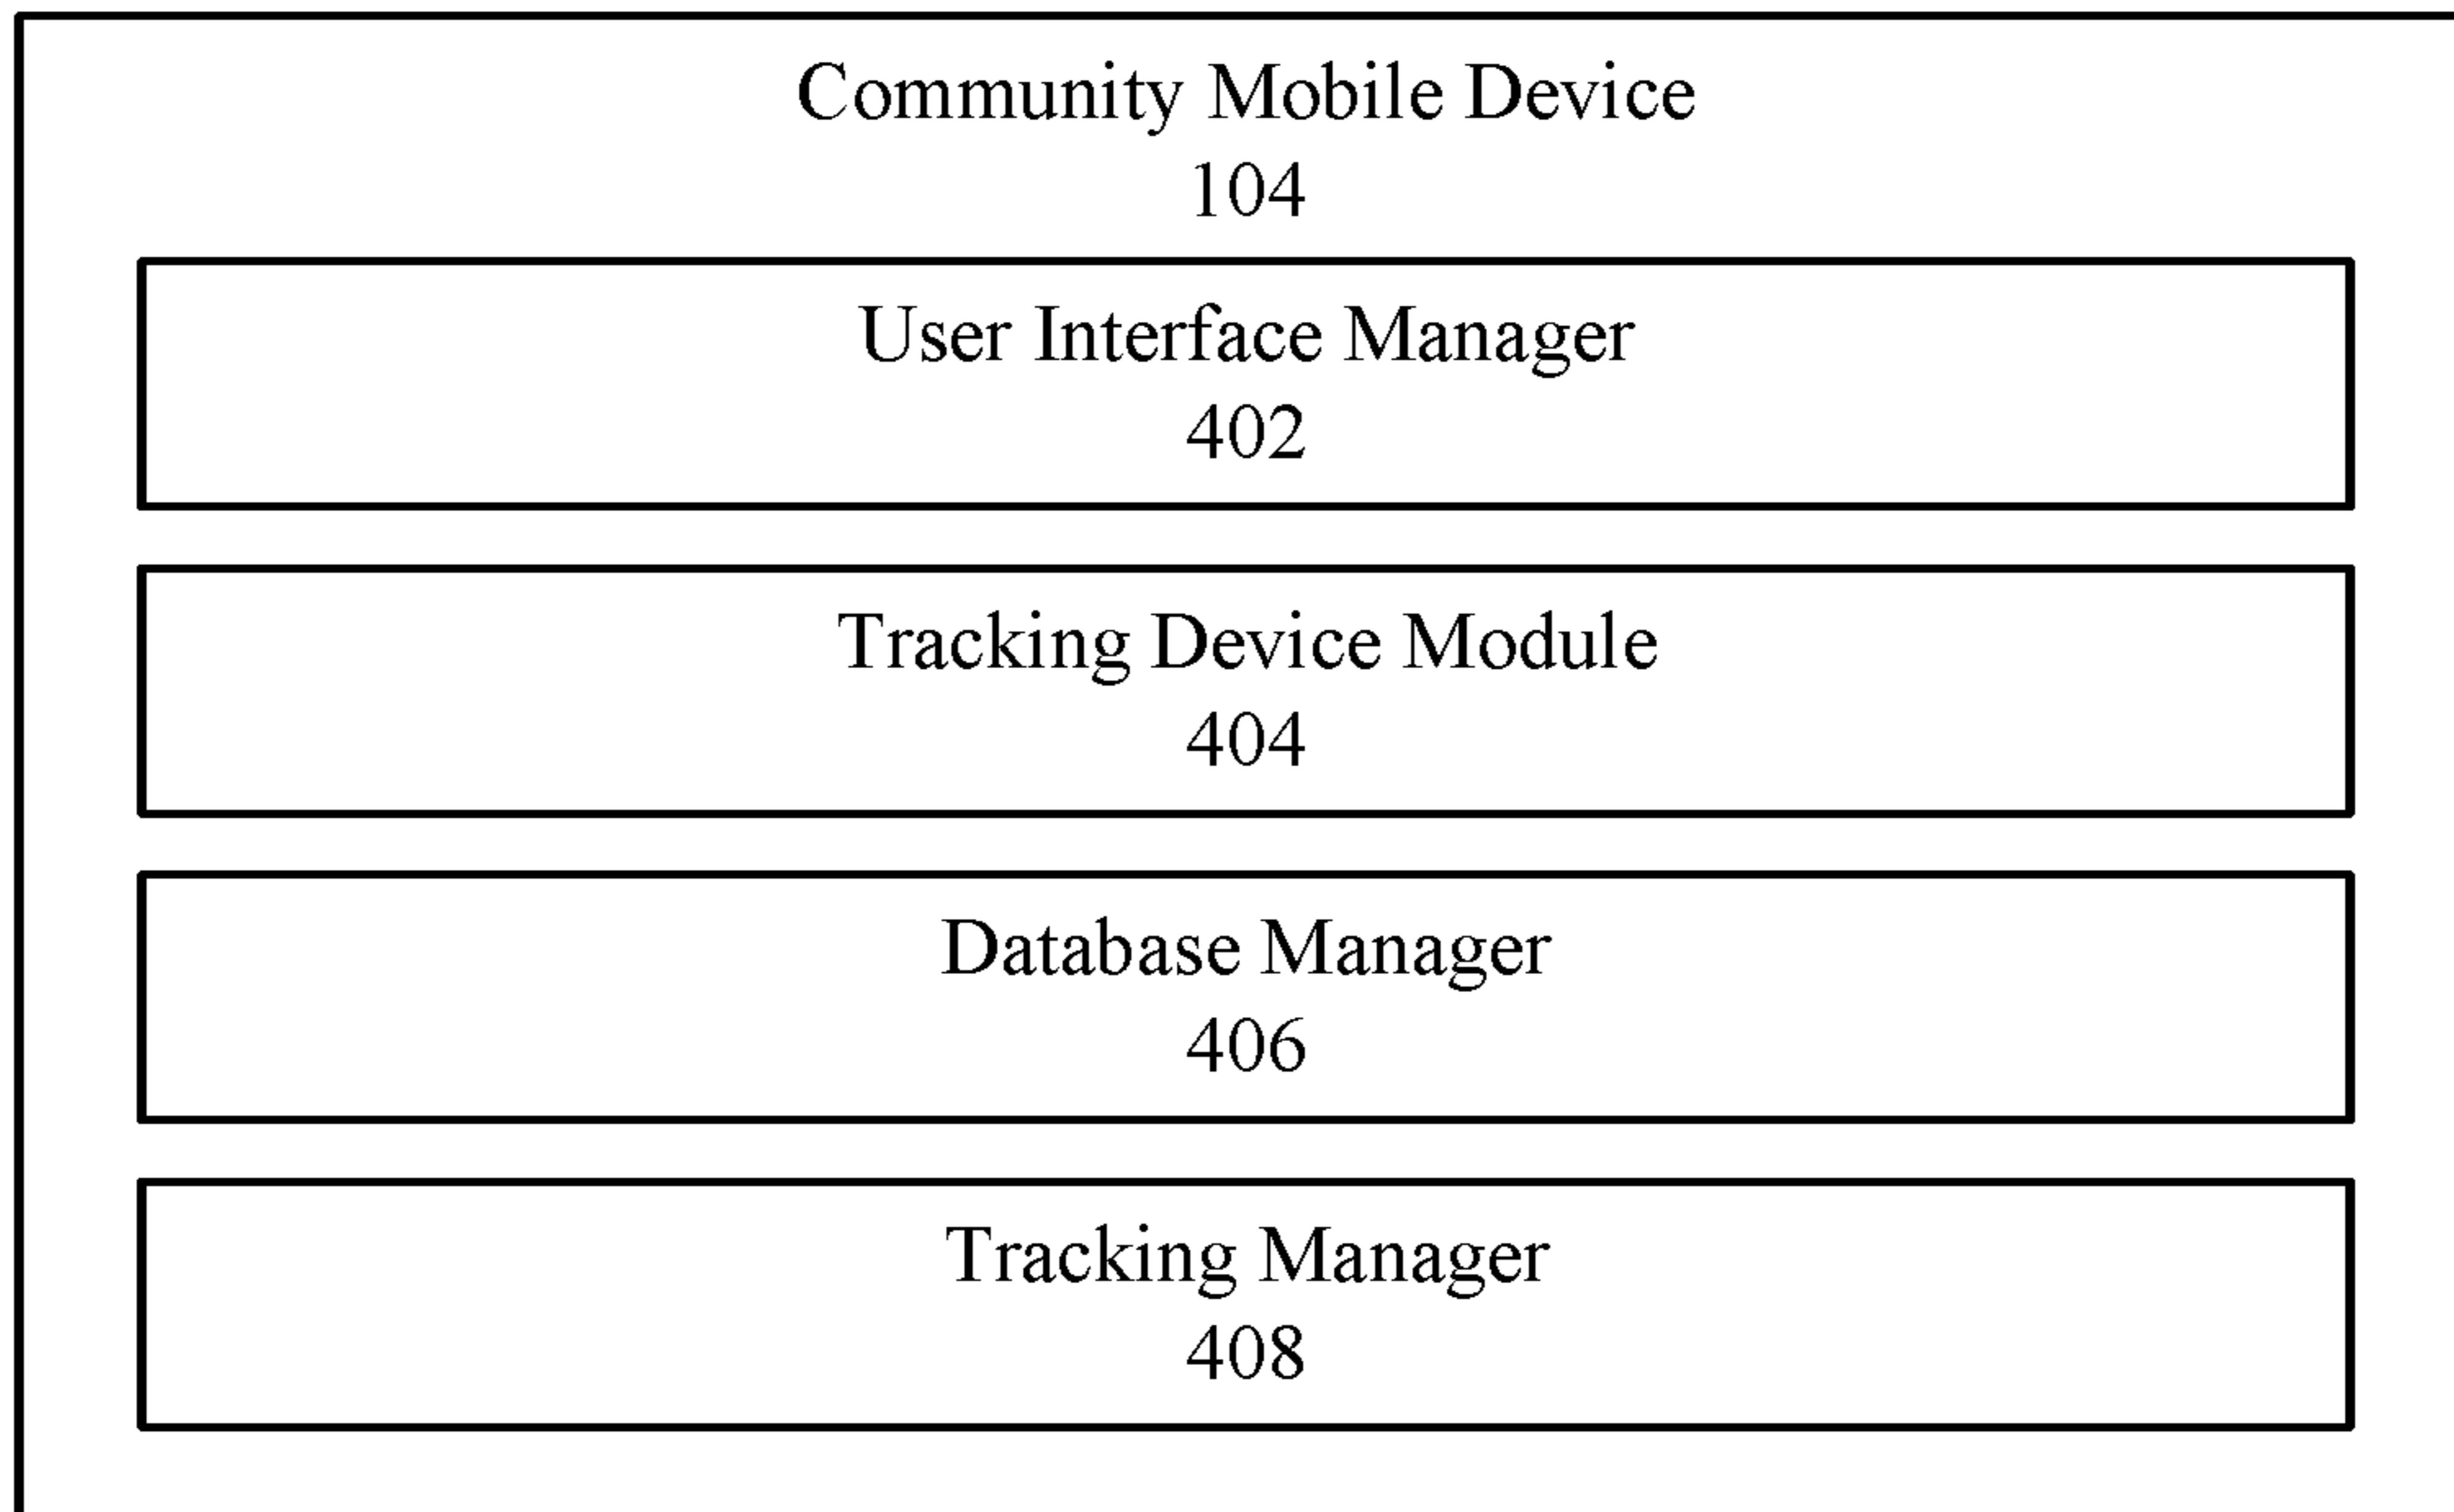 Community Mobile Device
104
User Interface Manager
402
Tracking Device Module
404
Database Manager
406
Tracking Manager
408